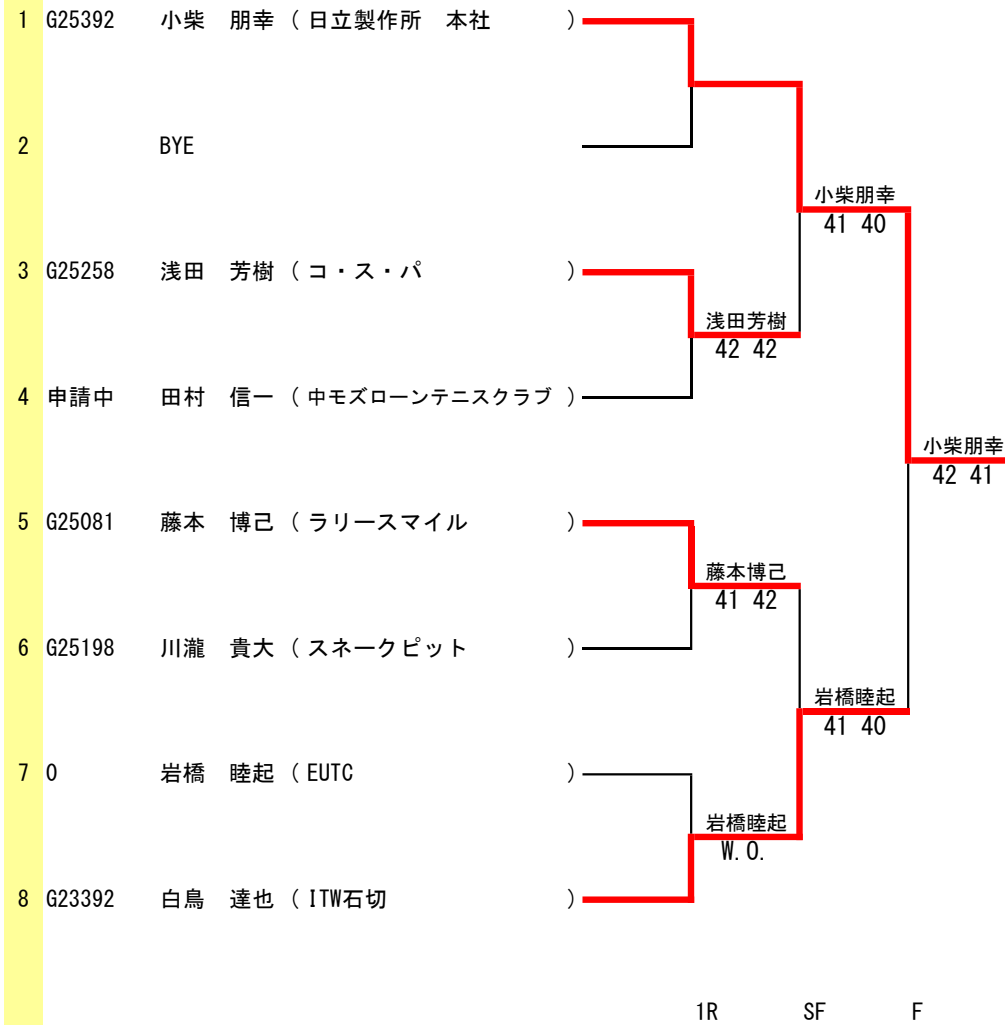 1 G25392 小柴 朋幸 ( 日立製作所 本社 )
2 BYE
小柴朋幸
41 40
3 G25258 浅田 芳樹 ( コ・ス・パ )
浅田芳樹
42 42
4 申請中 田村 信一 ( 中モズローンテニスクラブ )
小柴朋幸
42 41
5 G25081 藤本 博己 ( ラリースマイル )
藤本博己
41 42
6 G25198 川瀧 貴大 ( スネークピット )
岩橋睦起
41 40
7 0 岩橋 睦起 ( EUTC )
岩橋睦起
W.O.
8 G23392 白鳥 達也 ( ITW石切 )
1R SF F